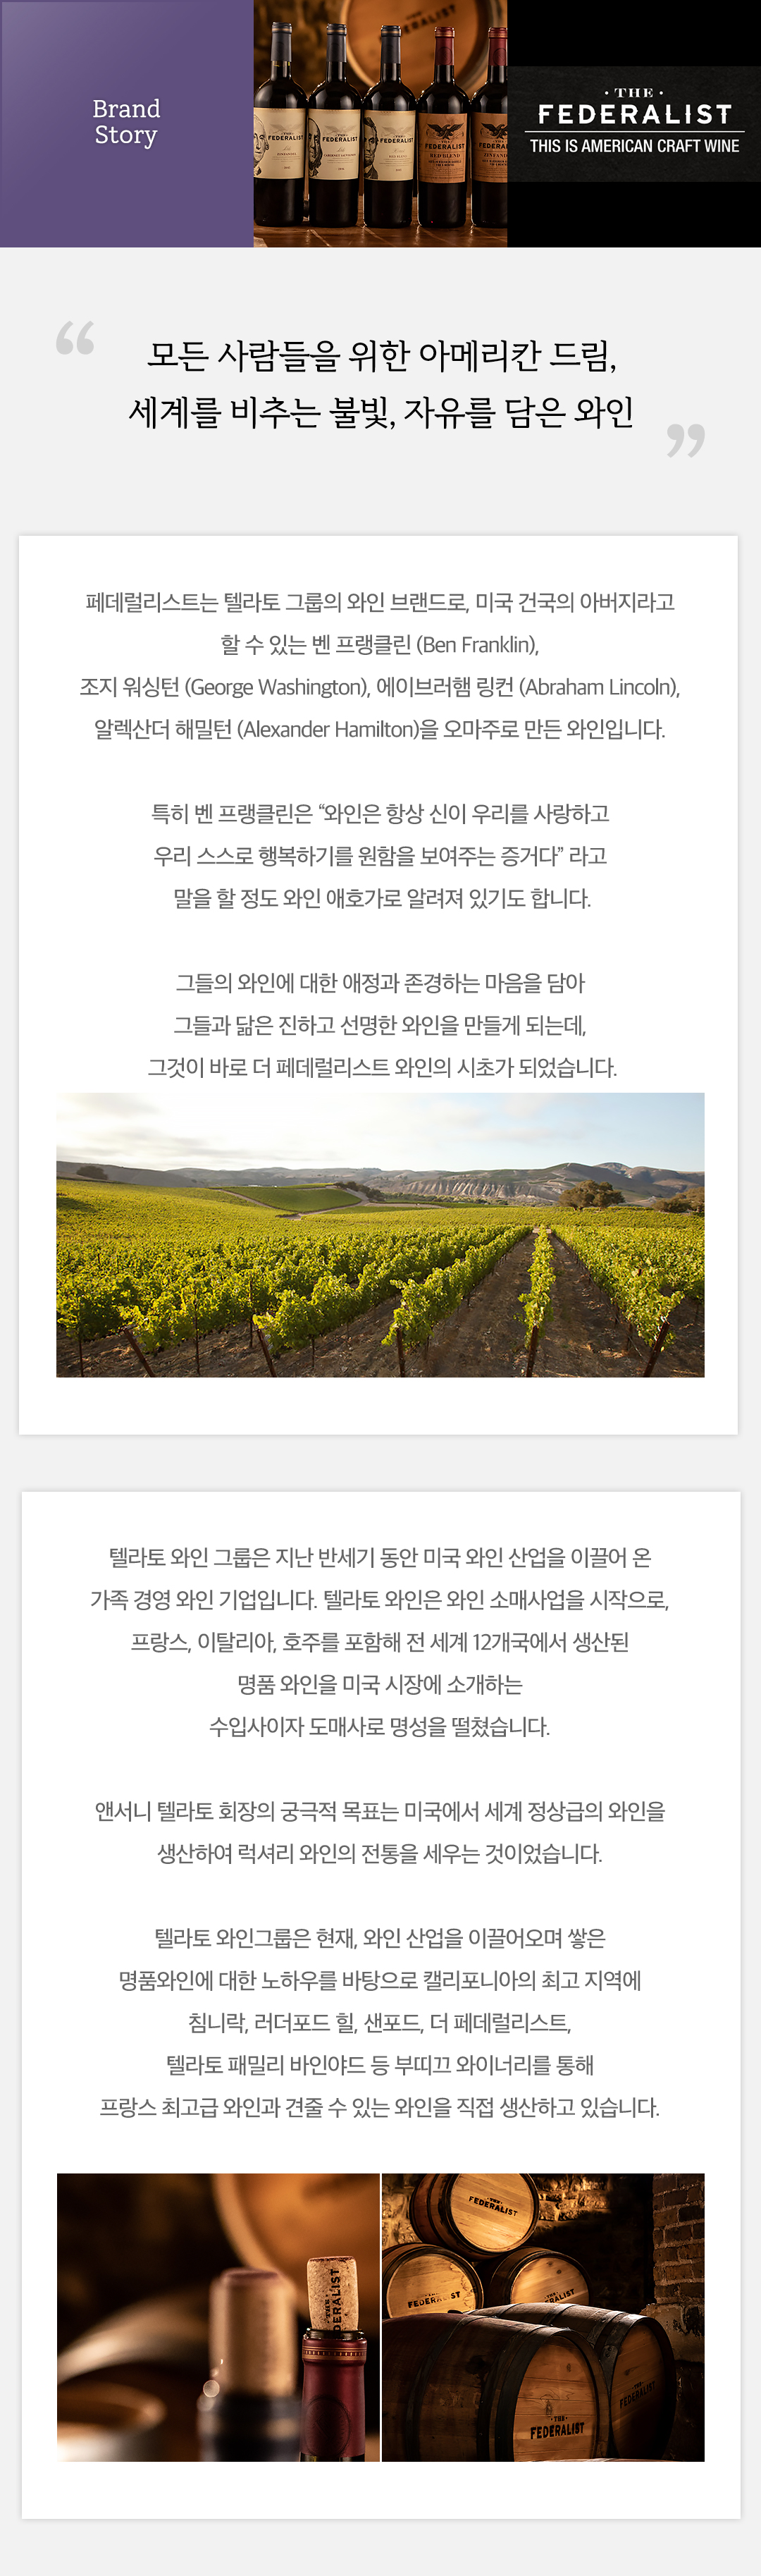 Brand
Story
THE
FEDERALIST
THE
FEDERALIST
ZINFANDEL
THE
FEDERALIST
CABERNET SAUVIGNON
THE
FEDERALIST
THE
FEDERALIST
RED BLEND
· THE ·
FEDERALIST
THIS IS AMERICAN CRAFT WINE
“
모든 사람들을 위한 아메리칸 드림,
세계를 비추는 불빛, 자유를 담은 와인
”
페데럴리스트는 텔라토 그룹의 와인 브랜드로, 미국 건국의 아버지라고
할 수 있는 벤 프랭클린 (Ben Franklin),
조지 워싱턴 (George Washington), 에이브러햄 링컨 (Abraham Lincoln),
알렉산더 해밀턴 (Alexander Hamilton)을 오마주로 만든 와인입니다.
특히 벤 프랭클린은 “와인은 항상 신이 우리를 사랑하고
우리 스스로 행복하기를 원함을 보여주는 증거다” 라고
말을 할 정도 와인 애호가로 알려져 있기도 합니다.
그들의 와인에 대한 애정과 존경하는 마음을 담아
그들과 닮은 진하고 선명한 와인을 만들게 되는데,
그것이 바로 더 페데럴리스트 와인의 시초가 되었습니다.
텔라토 와인 그룹은 지난 반세기 동안 미국 와인 산업을 이끌어 온
가족 경영 와인 기업입니다. 텔라토 와인은 와인 소매사업을 시작으로,
프랑스, 이탈리아, 호주를 포함해 전 세계 12개국에서 생산된
명품 와인을 미국 시장에 소개하는
수입사이자 도매사로 명성을 떨쳤습니다.
앤서니 텔라토 회장의 궁극적 목표는 미국에서 세계 정상급의 와인을
생산하여 럭셔리 와인의 전통을 세우는 것이었습니다.
텔라토 와인그룹은 현재, 와인 산업을 이끌어오며 쌓은
명품와인에 대한 노하우를 바탕으로 캘리포니아의 최고 지역에
침니락, 러더포드 힐, 샌포드, 더 페데럴리스트,
텔라토 패밀리 바인야드 등 부띠끄 와이너리를 통해
프랑스 최고급 와인과 견줄 수 있는 와인을 직접 생산하고 있습니다.
THE
FEDERALIST
FEDERALIST
· THE ·
FEDERALIST
FEDERALIST